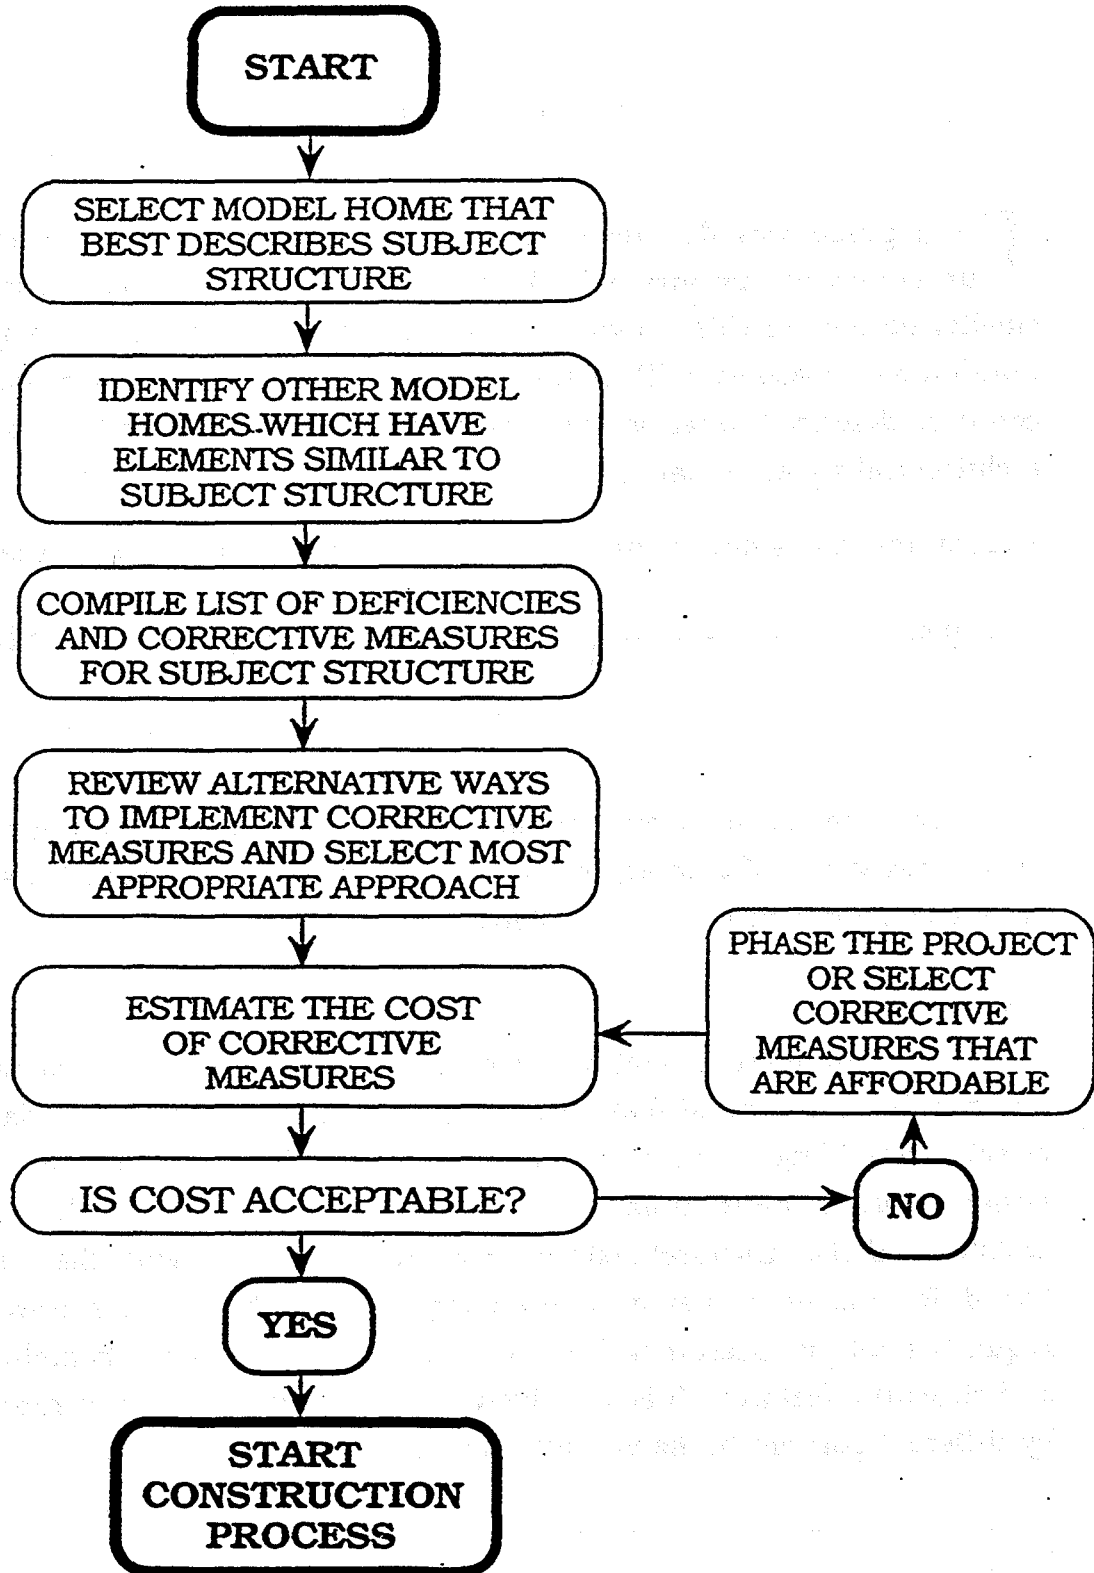 START
SELECT MODEL HOME THAT
BEST DESCRIBES SUBJECT
STRUCTURE
IDENTIFY OTHER MODEL
HOMES-WHICH HAVE
ELEMENTS SIMILAR TO
SUBJECT STURCTURE
COMPILE LIST OF DEFICIENCIES
AND CORRECTIVE MEASURES
FOR SUBJECT STRUCTURE
REVIEW ALTERNATIVE WAYS
TO IMPLEMENT CORRECTIVE
MEASURES AND SELECT MOST
APPROPRIATE APPROACH
ESTIMATE THE COST
OF CORRECTIVE
MEASURES
PHASE THE PROJECT
OR SELECT
CORRECTIVE
MEASURES THAT
ARE AFFORDABLE
IS COST ACCEPTABLE?
NO
YES
START
CONSTRUCTION
PROCESS